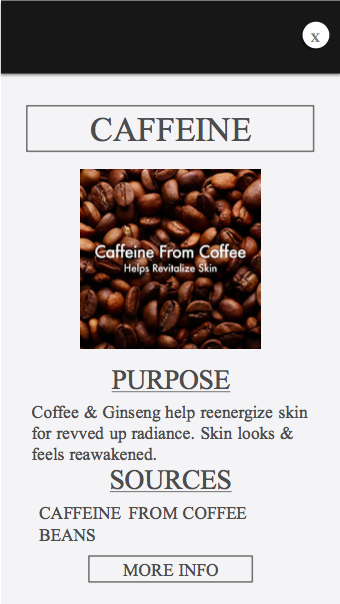 x
CAFFEINE
Caffeine From Coffee
Helps Revitalize Skin
PURPOSE
Coffee & Ginseng help reenergize skin
for revved up radiance. Skin looks &
feels reawakened.
SOURCES
CAFFEINE FROM COFFEE
BEANS
MORE INFO